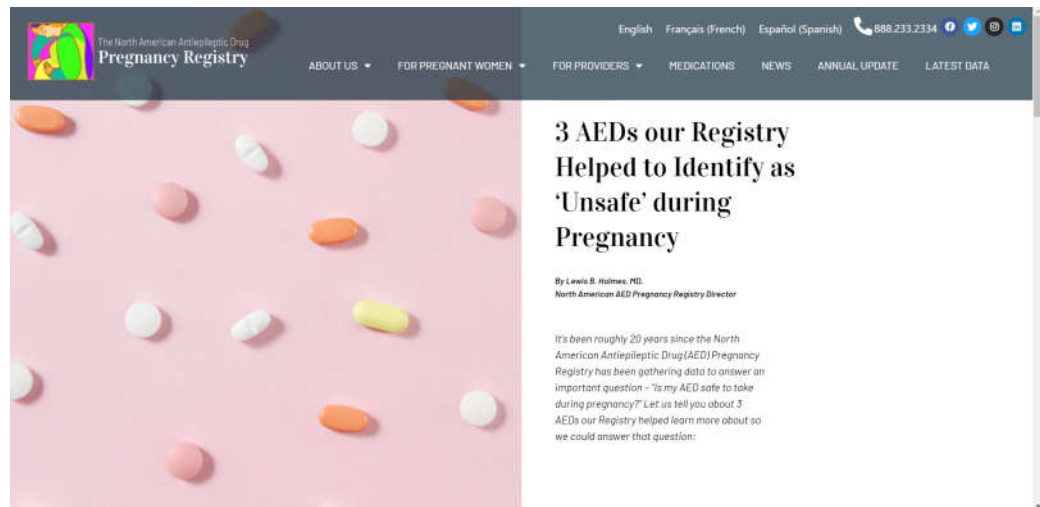 English Français (French) Español (Spanish) 888.233.2334
The North American Antiepileptic Drug
Pregnancy Registry
ABOUT US FOR PREGNANT WOMEN FOR PROVIDERS MEDICATIONS NEWS ANNUAL UPDATE LATEST DATA
3 AEDs our Registry
Helped to Identify as
‘Unsafe’ during
Pregnancy
By Lewis B. Holmes, MD.
North American AED Pregnancy Registry Director
It's been roughly 20 years since the North
American Antiepileptic Drug (AED) Pregnancy
Registry has been gathering data to answer an
important question – “Is my AED safe to take
during pregnancy?” Let us tell you about 3
AEDs our Registry helped learn more about so
we could answer that question: